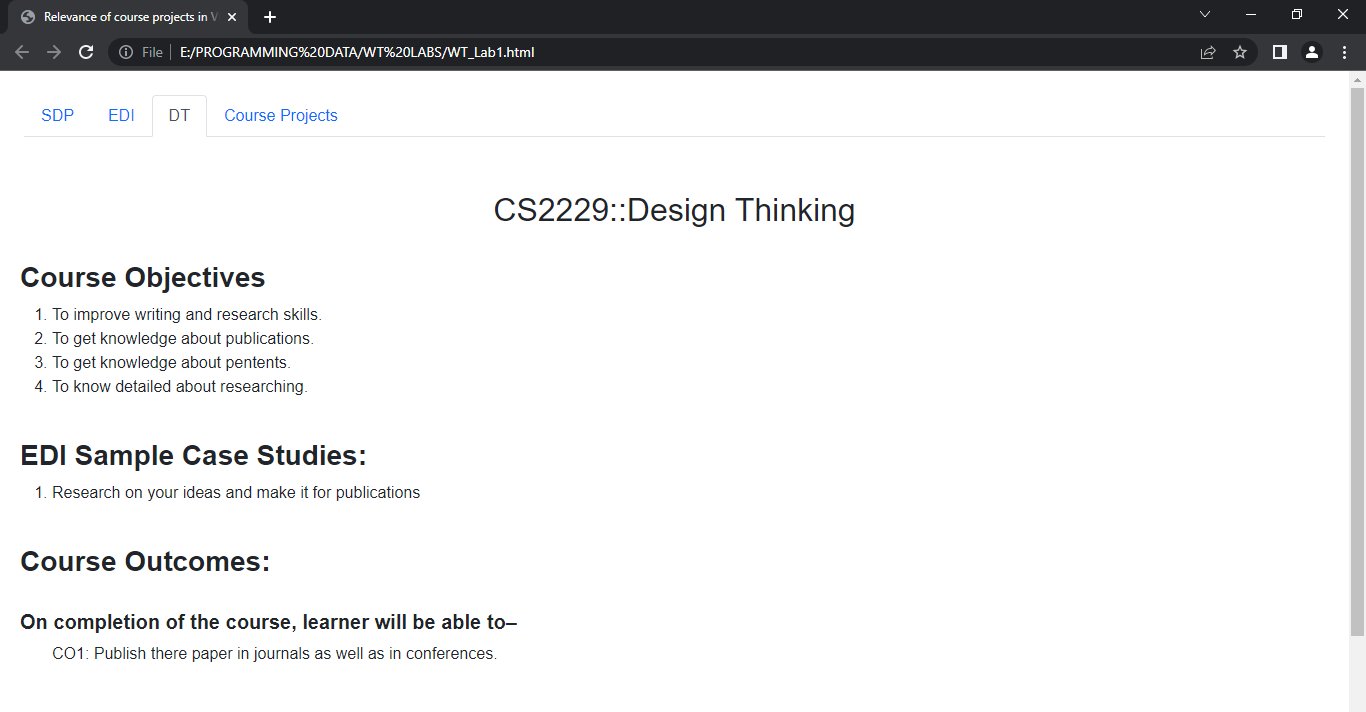 Relevance of course projects in
File E:/PROGRAMMING%20DATA/WT%20LABS/WT_Lab1.html
SDP EDI DT Course Projects
CS2229::Design Thinking
Course Objectives
1. To improve writing and research skills.
2. To get knowledge about publications.
3. To get knowledge about pentents.
4. To know detailed about researching.
EDI Sample Case Studies:
1. Research on your ideas and make it for publications
Course Outcomes:
On completion of the course, learner will be able to–
CO1: Publish there paper in journals as well as in conferences.